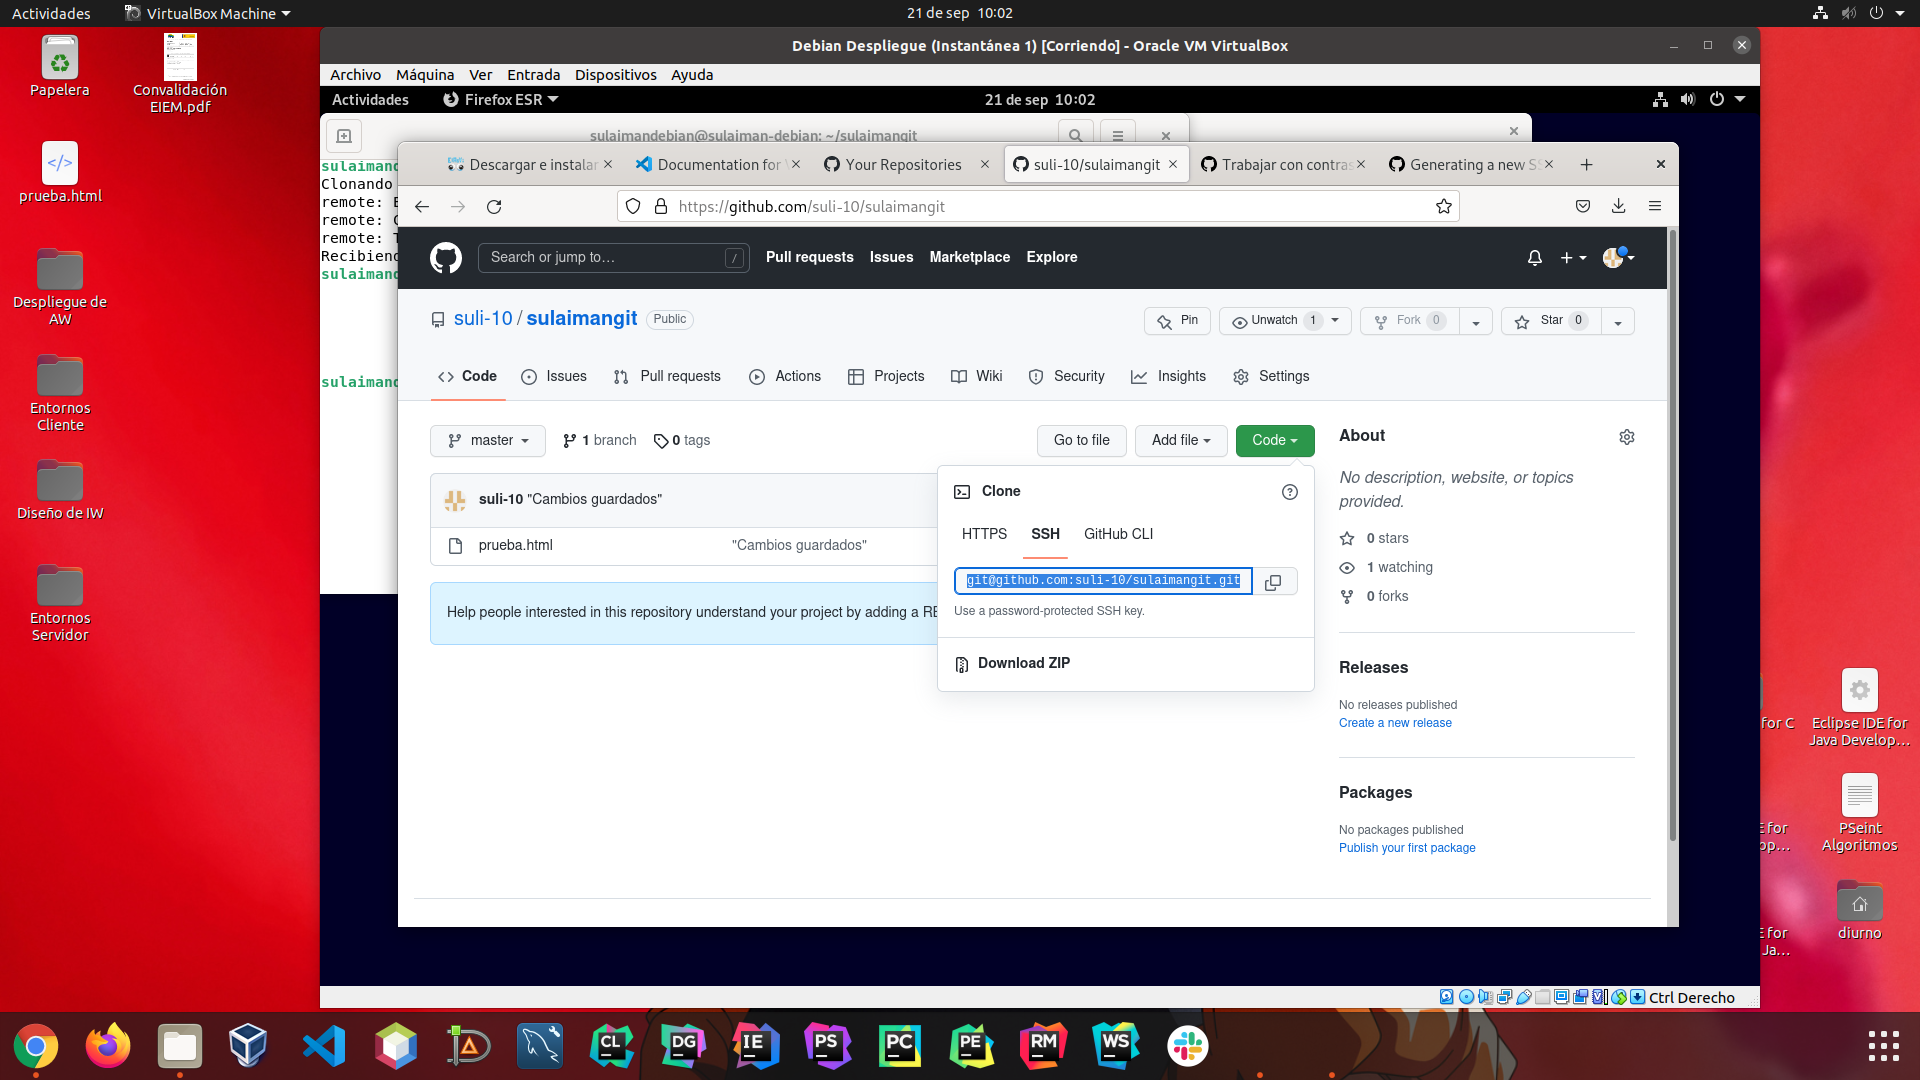 Actividades
VirtualBox Machine
21 de sep 10:02
Papelera
Convalidación
EIEM.pdf
prueba.html
Despliegue de
AW
Entornos
Cliente
Diseño de IW
Entornos
Servidor
Debian Despliegue (Instantánea 1) [Corriendo] - Oracle VM VirtualBox
Archivo Máquina Ver Entrada Dispositivos Ayuda
Actividades
Firefox ESR
21 de sep 10:02
sulaimandebian@sulaiman-debian: ~/sulaimangit
Clonando
remote:
remote:
remote:
Recibiend
Descargar e instalar
Documentation for
Your Repositories
suli-10/sulaimangit
Trabajar con contras
Generating a new SS
https://github.com/suli-10/sulaimangit
Search or jump to…
/
Pull requests
Issues
Marketplace
Explore
suli-10 / sulaimangit
Public
Pin
Unwatch 1
Fork 0
Star 0
Code
Issues
Pull requests
Actions
Projects
Wiki
Security
Insights
Settings
master
1 branch
0 tags
Go to file
Add file
Code
suli-10 "Cambios guardados"
prueba.html
"Cambios guardados"
Help people interested in this repository understand your project by adding a RE
Clone
HTTPS
SSH
GitHub CLI
git@github.com:suli-10/sulaimangit.git
Use a password-protected SSH key.
Download ZIP
About
No description, website, or topics
provided.
0 stars
1 watching
0 forks
Releases
No releases published
Create a new release
Packages
No packages published
Publish your first package
for C
Eclipse IDE for
Java Develop…
E for
op…
PSeint
Algoritmos
E for
Ja…
diurno
Ctrl Derecho
CL
DG
IE
PS
PC
PE
RM
WS